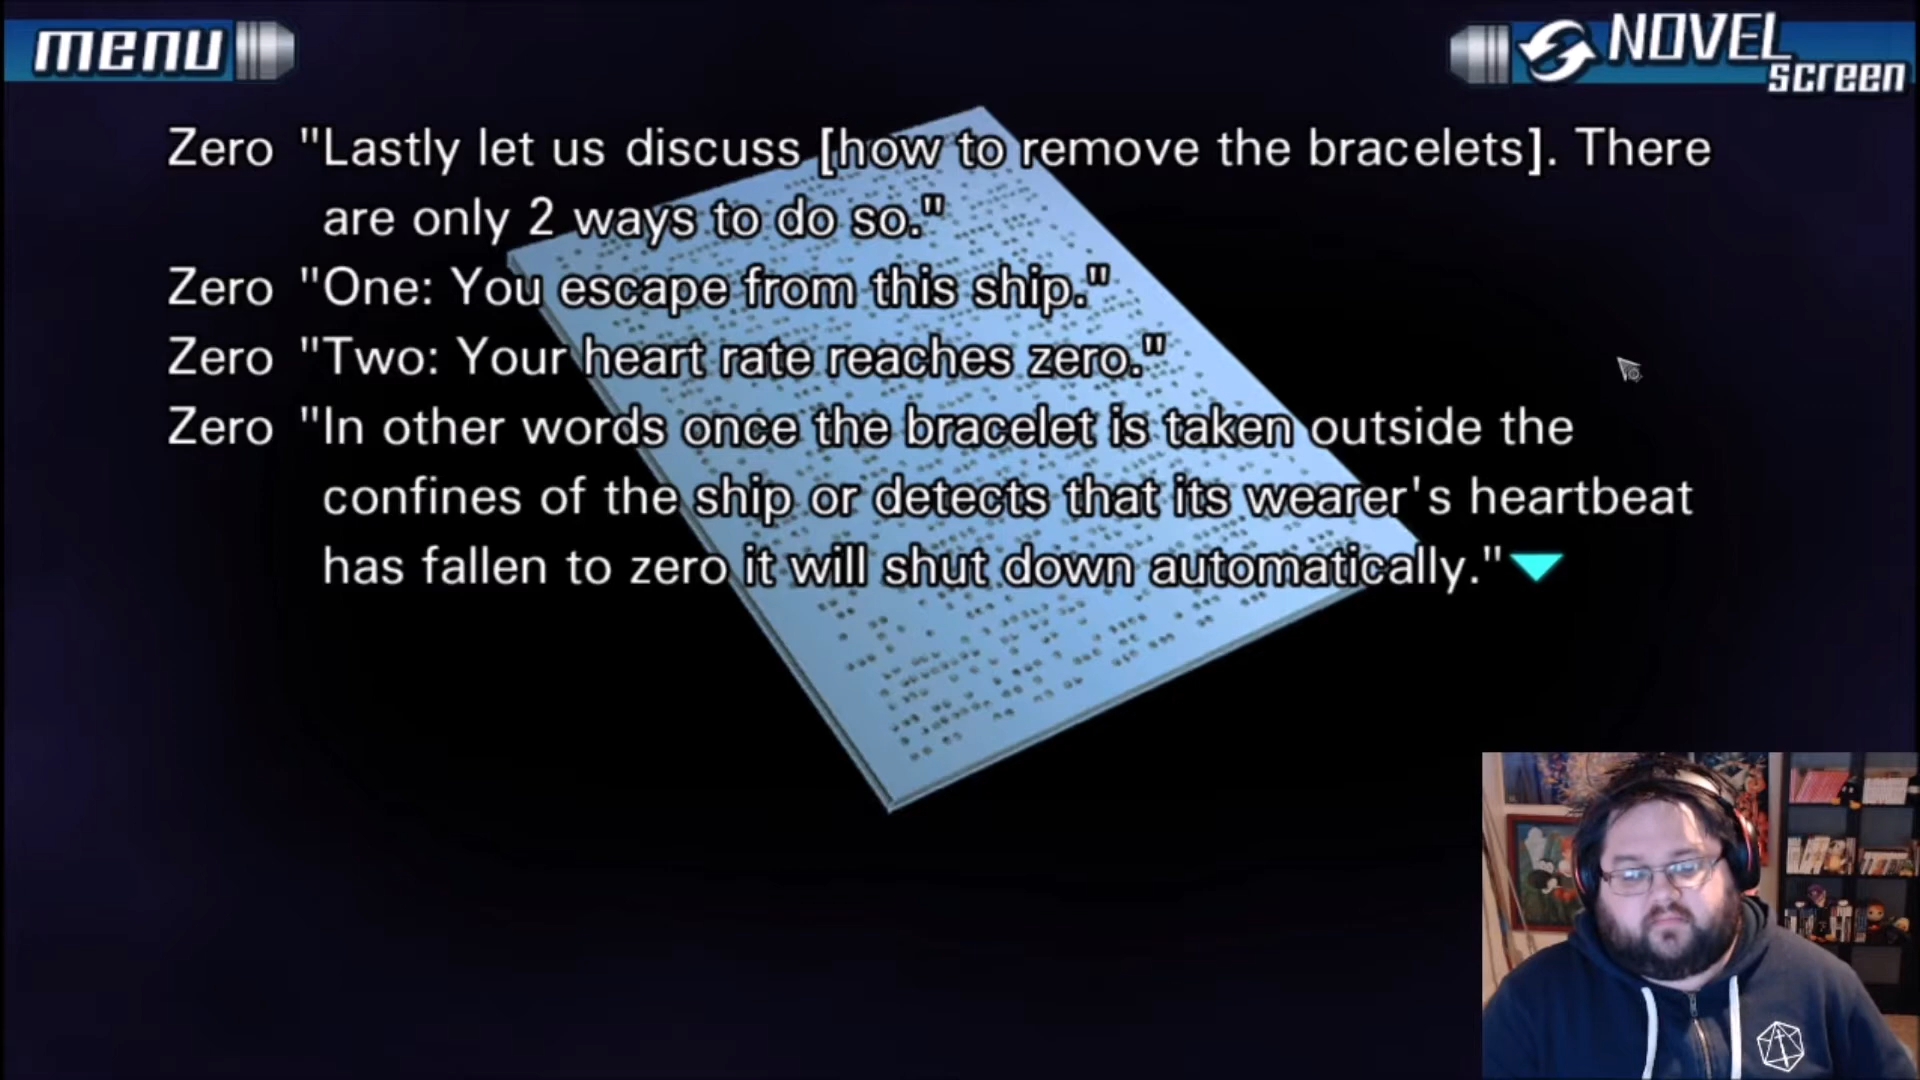 menu
NOVEL
screen
Zero "Lastly let us discuss [how to remove the bracelets]. There
are only 2 ways to do so."
Zero "One: You escape from this ship."
Zero "Two: Your heart rate reaches zero."
Zero "In other words once the bracelet is taken outside the
confines of the ship or detects that its wearer's heartbeat
has fallen to zero it will shut down automatically."